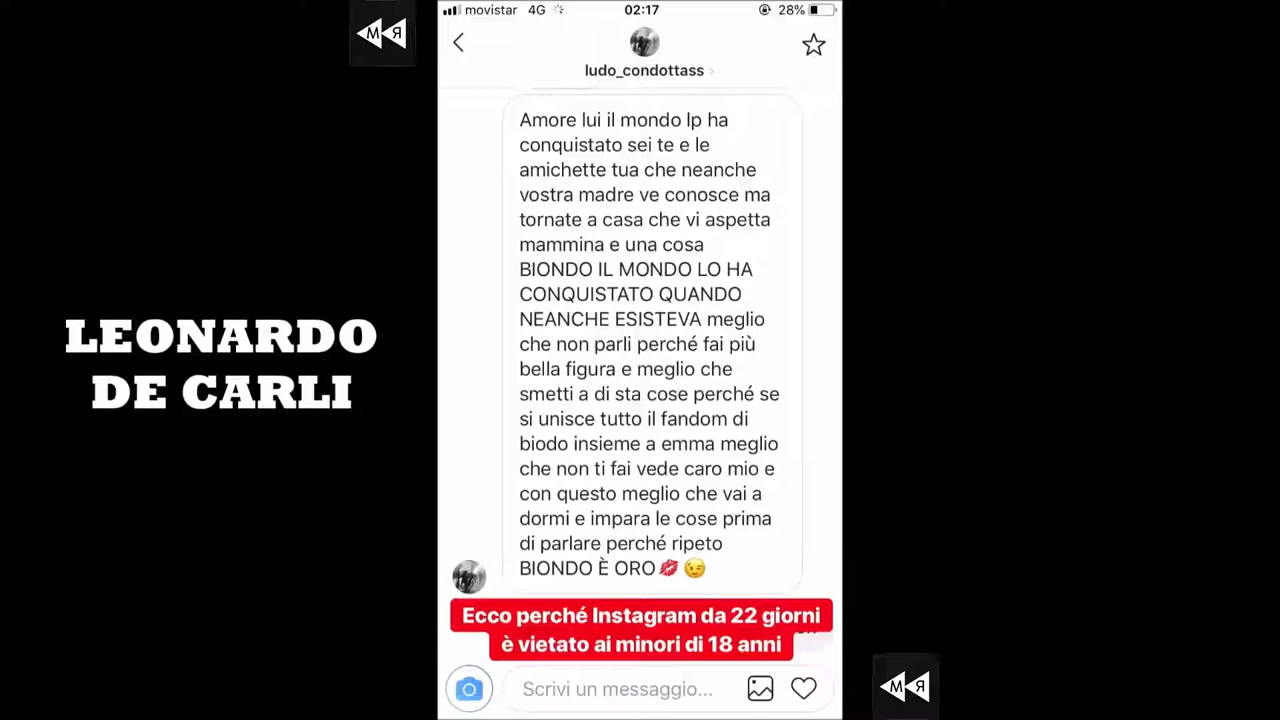 MR
movistar 4G 02:17 28%
ludo_condottass
LEONARDO
DE CARLI
Amore lui il mondo lp ha
conquistato sei te e le
amichette tua che neanche
vostra madre ve conosce ma
tornate a casa che vi aspetta
mammina e una cosa
BIONDO IL MONDO LO HA
CONQUISTATO QUANDO
NEANCHE ESISTEVA meglio
che non parli perché fai più
bella figura e meglio che
smetti a di sta cose perché se
si unisce tutto il fandom di
biodo insieme a emma meglio
che non ti fai vede caro mio e
con questo meglio che vai a
dormi e impara le cose prima
di parlare perché ripeto
BIONDO È ORO💋 😉
Ecco perché Instagram da 22 giorni
è vietato ai minori di 18 anni
Scrivi un messaggio...
MR